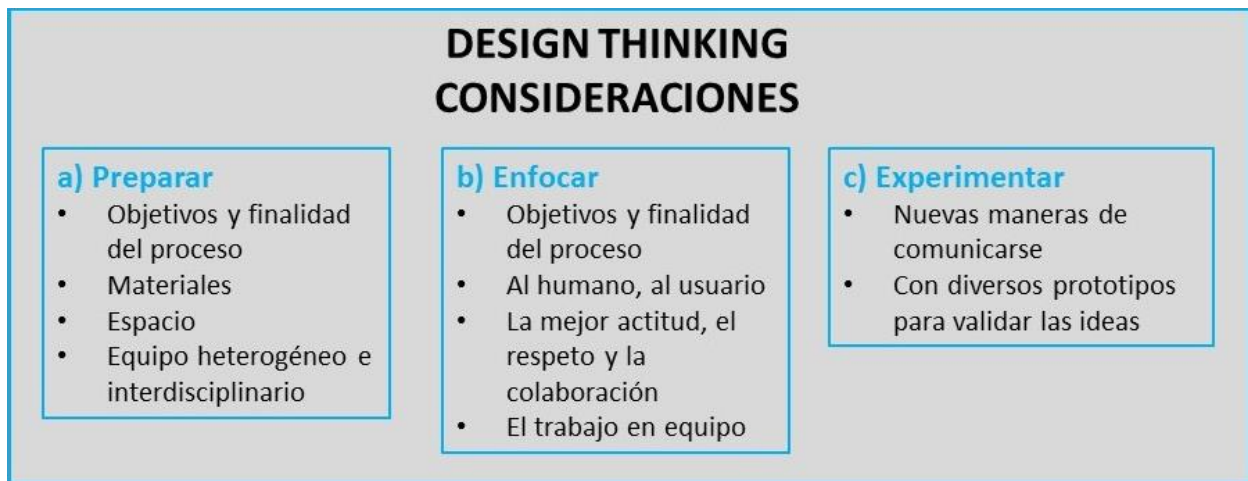 DESIGN THINKING
CONSIDERACIONES
a) Preparar
• Objetivos y finalidad
del proceso
• Materiales
• Espacio
• Equipo heterogéneo e
interdisciplinario
b) Enfocar
• Objetivos y finalidad
del proceso
• Al humano, al usuario
• La mejor actitud, el
respeto y la
colaboración
• El trabajo en equipo
c) Experimentar
• Nuevas maneras de
comunicarse
• Con diversos prototipos
para validar las ideas